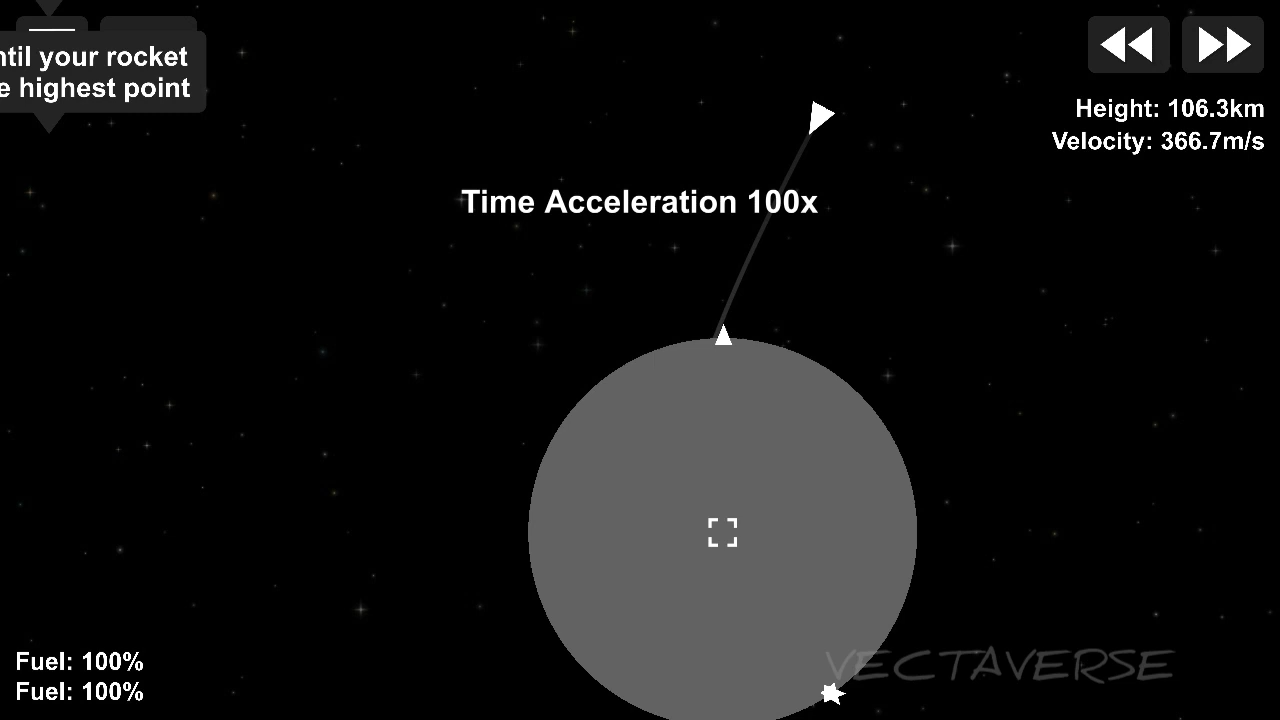 ntil your rocket
e highest point
Height: 106.3km
Velocity: 366.7m/s
Time Acceleration 100x
Fuel: 100%
Fuel: 100%
VECTAVERSE